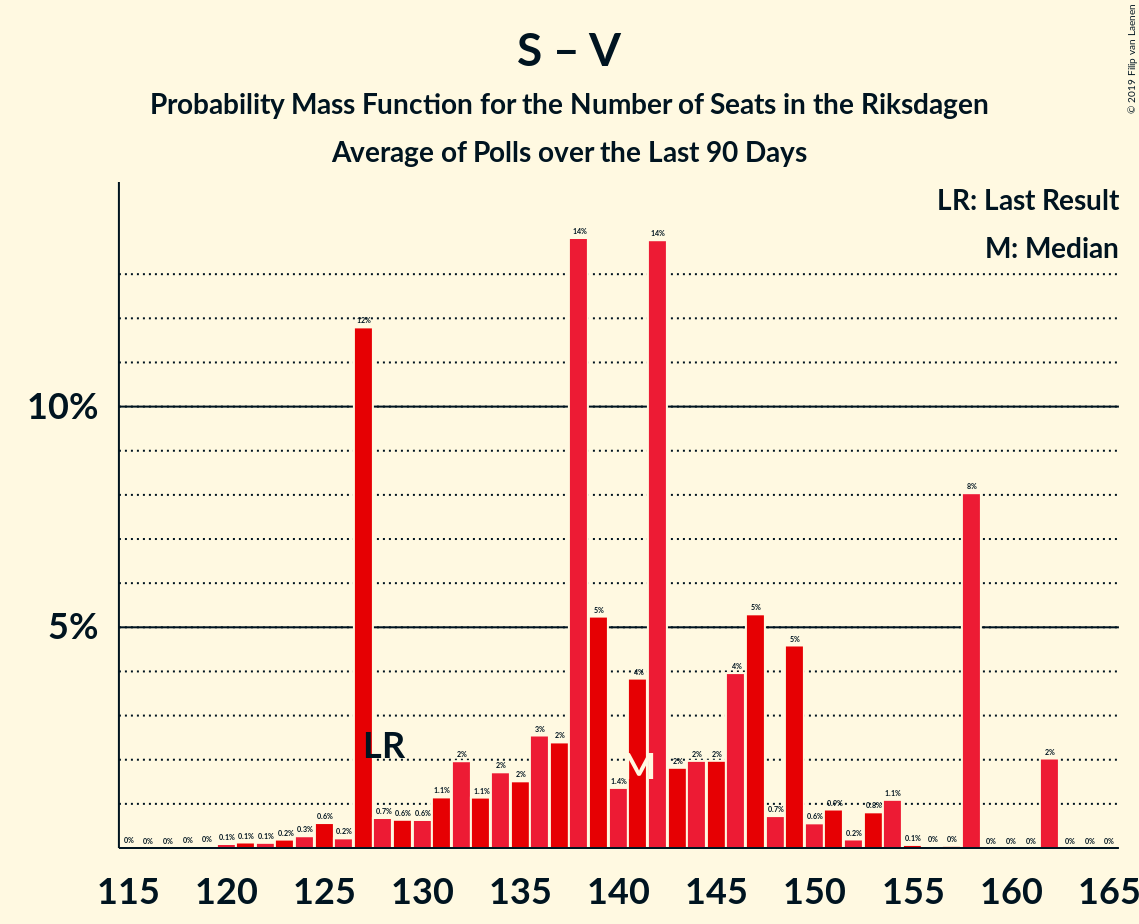 S – V
Probability Mass Function for the Number of Seats in the Riksdagen
Average of Polls over the Last 90 Days
© 2019 Filip van Laenen
LR: Last Result
M: Median
10%
5%
0% 0% 0% 0% 0% 0.1% 0.1% 0.1% 0.2% 0.3% 0.6% 0.2% 12% 0.7% 0.6% 0.6% 1.1% 2% 1.1% 2% 2% 3% 2% 14% 5% 1.4% 4% 14% 2% 2% 2% 4% 5% 0.7% 5% 0.6% 0.9% 0.2% 0.8% 1.1% 0.1% 0% 0% 8% 0% 0% 0% 2% 0% 0% 0%
LR
M
115 120 125 130 135 140 145 150 155 160 165